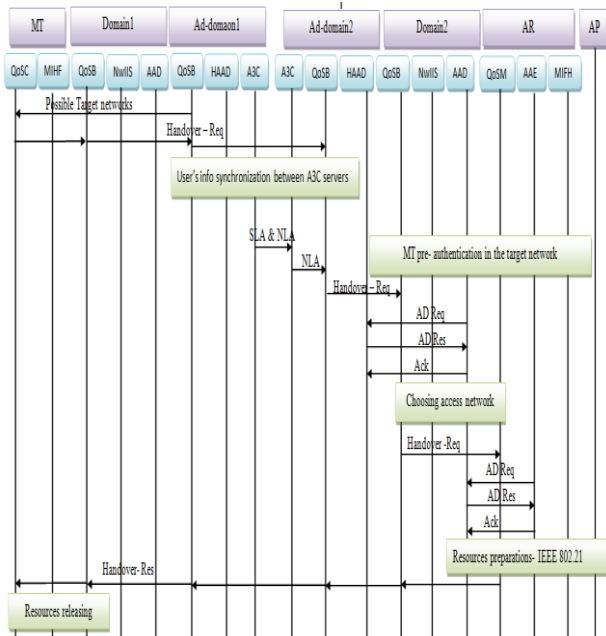 MT Domain1 Ad-domaon1 Ad-domain2 Domain2 AR AP
QoSC MIHF QoSB NwIIS AAD QoSB HAAD A3C A3C QoSB HAAD QoSB NwIIS AAD QoSM AAE MIFH
Possible Target networks
Handover – Req
User's info synchronization between A3C servers
SLA & NLA
MT pre- authentication in the target network
NLA
Handover – Req
AD Req
AD Res
Ack
Choosing access network
Handover -Req
AD Req
AD Res
Ack
Resources preparations- IEEE 802.21
Handover- Res
Resources releasing